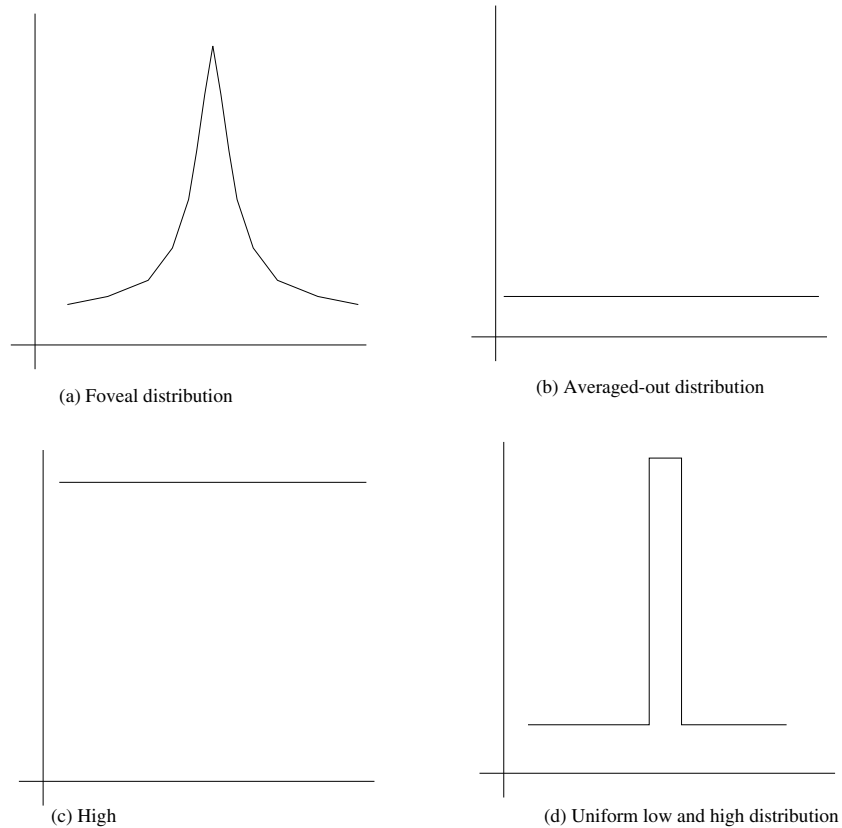 (a) Foveal distribution
(b) Averaged-out distribution
(c) High
(d) Uniform low and high distribution